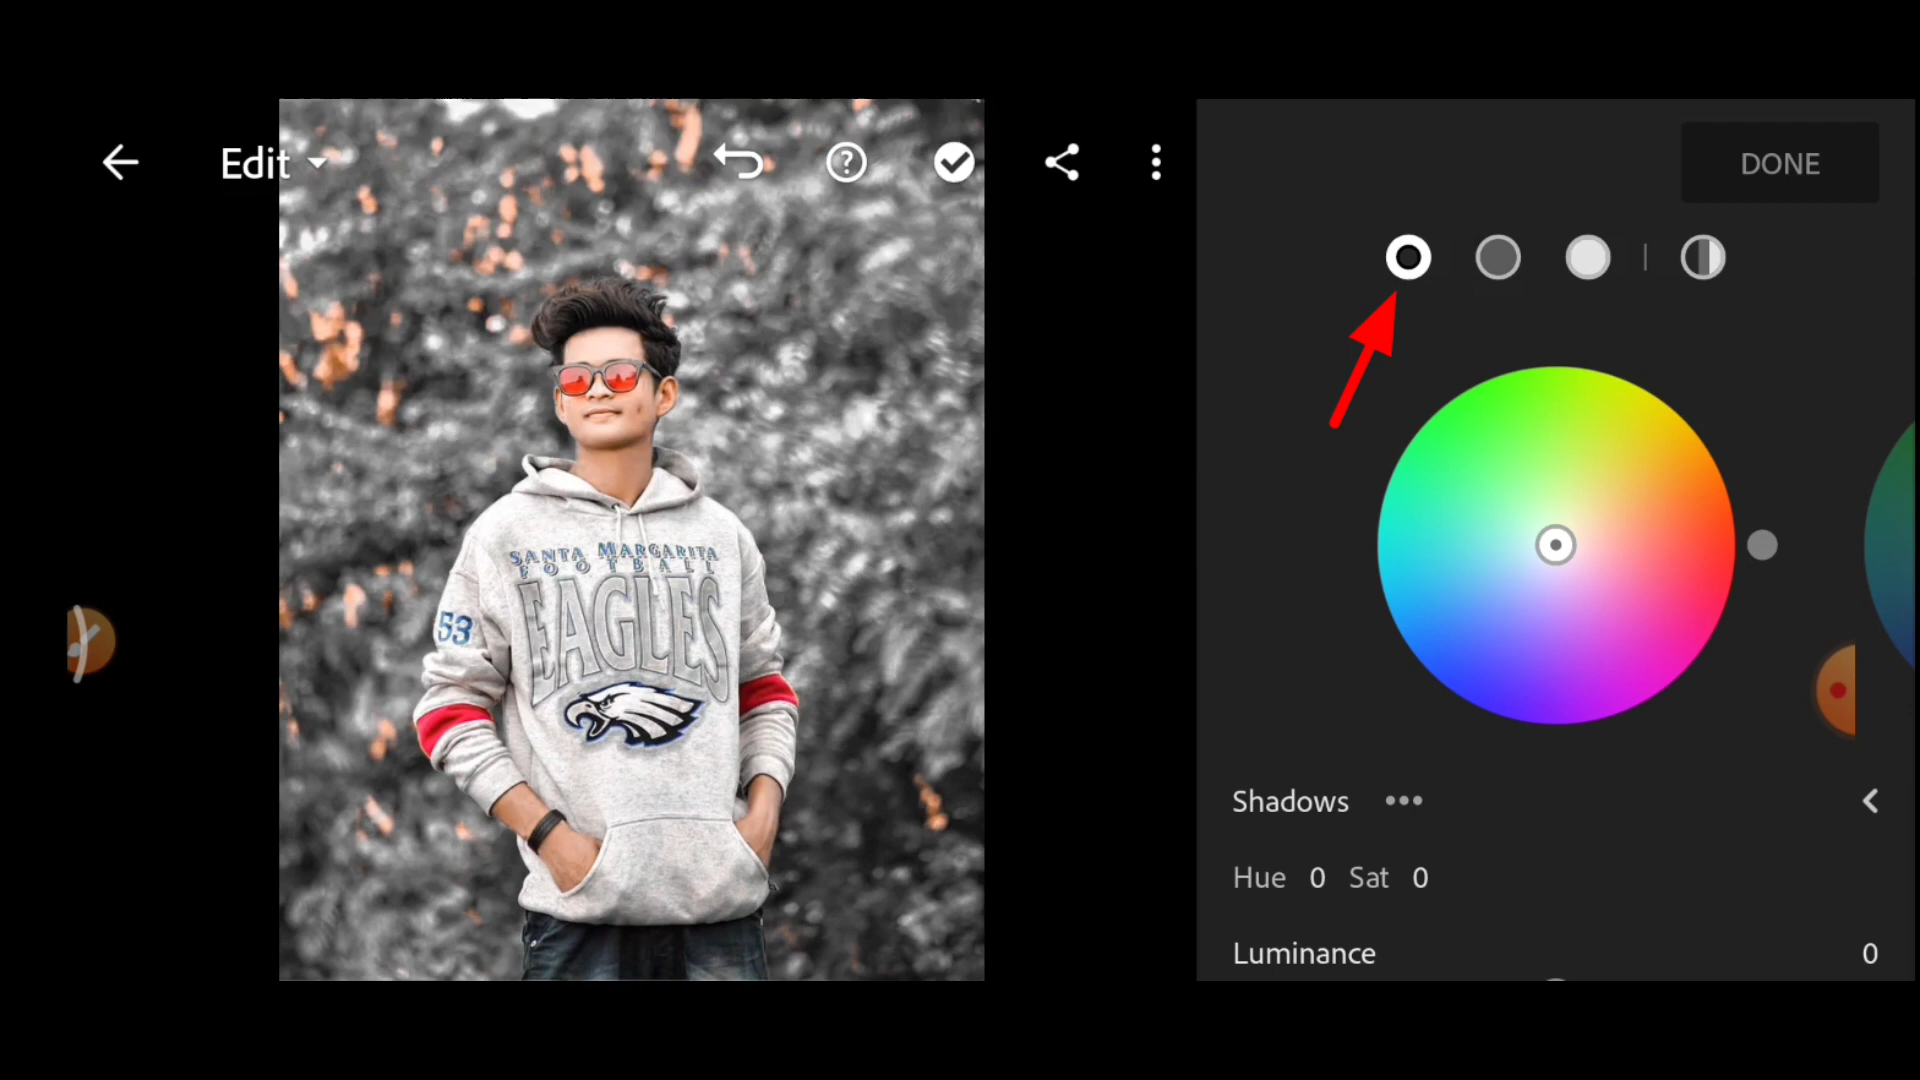 Edit
DONE
SANTA MARGARITA
FOOTBALL
EAGLES
53
Shadows
Hue 0 Sat 0
Luminance 0